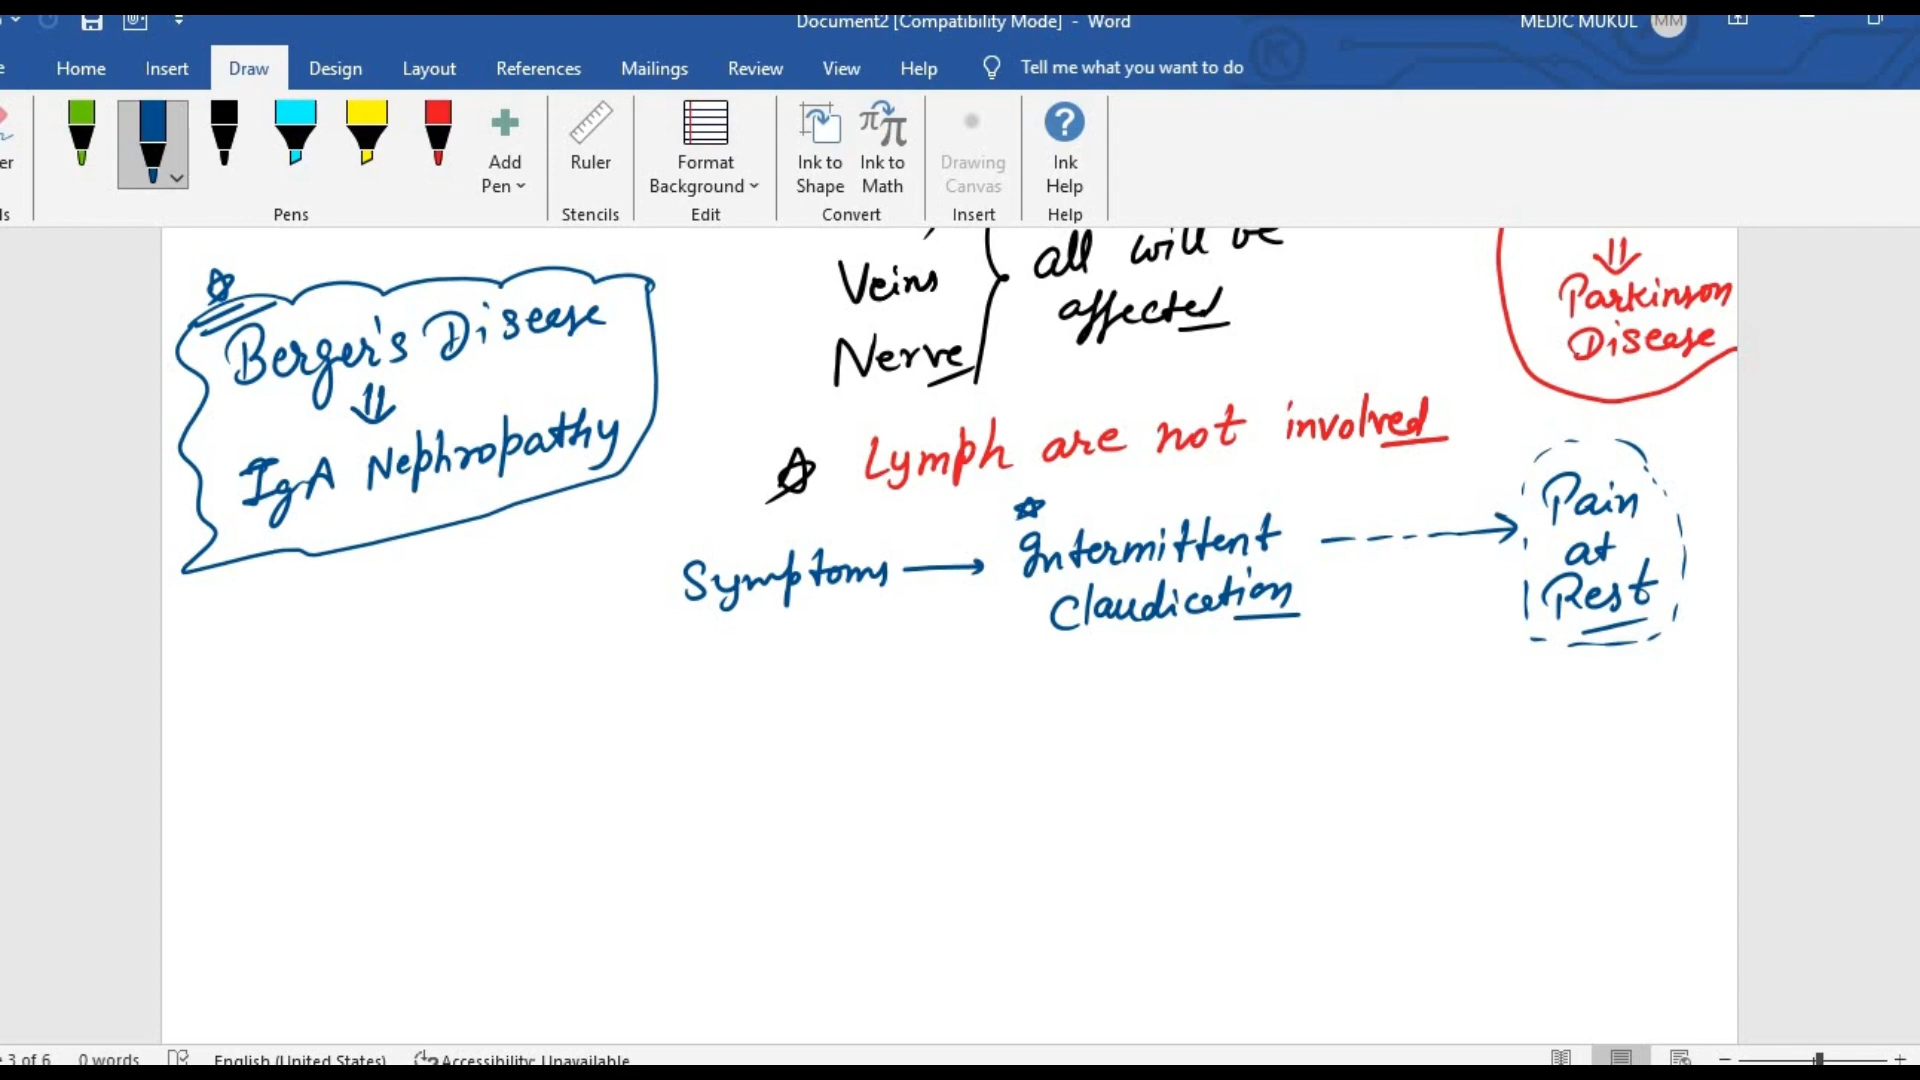 Document2 [Compatibility Mode] - Word
MEDIC MUKUL MM
Home Insert Draw Design Layout References Mailings Review View Help Tell me what you want to do
Add Pen
Ruler
Format Background
Ink to Shape
Ink to Math
Drawing Canvas
Ink Help
Pens Stencils Edit Convert Insert Help
Berger's Disease
IgA Nephropathy
Veins
Nerve
all will be
affected
Parkinson
Disease
Lymph are not involved
Symptoms
Intermittent
Claudication
Pain
at
Rest
3 of 6 0 words English (United States) Accessibility: Unavailable